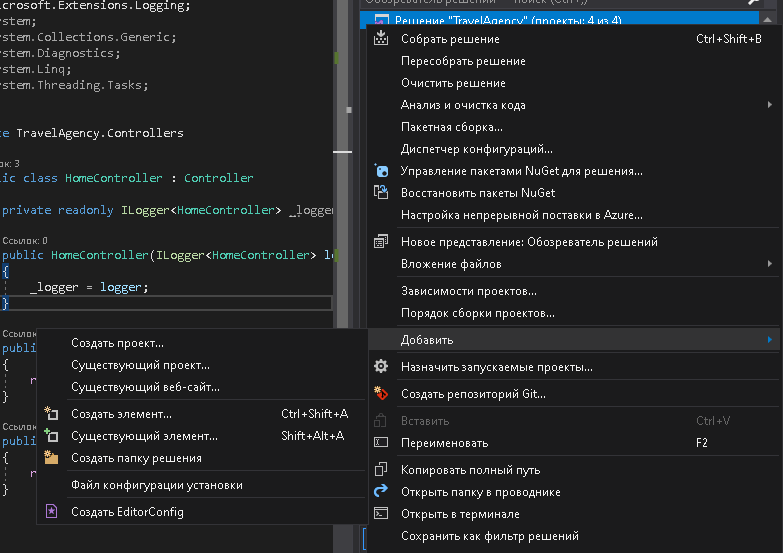 crosoft.Extensions.Logging;
ystem;
ystem.Collections.Generic;
ystem.Diagnostics;
ystem.Linq;
ystem.Threading.Tasks;
TravelAgency.Controllers
3
class HomeController : Controller
private readonly ILogger<HomeController> _logger
Ссылок: 0
public HomeController(ILogger<HomeController>
{
_logger = logger;
}
Ссылок
publi
{
}
Ссылок
publi
{
}
решений
Решение "TravelAgency" (проекты: 4 из 4)
Собрать решение Ctrl+Shift+B
Пересобрать решение
Очистить решение
Анализ и очистка кода
Пакетная сборка...
Диспетчер конфигураций...
Управление пакетами NuGet для решения...
Восстановить пакеты NuGet
Настройка непрерывной поставки в Azure...
Новое представление: Обозреватель решений
Вложение файлов
Зависимости проектов...
Порядок сборки проектов...
Добавить
Назначить запускаемые проекты...
Создать репозиторий Git...
Вставить Ctrl+V
Переименовать F2
Копировать полный путь
Открыть папку в проводнике
Открыть в терминале
Сохранить как фильтр решений
Создать проект...
Существующий проект...
Существующий веб-сайт...
Создать элемент... Ctrl+Shift+A
Существующий элемент... Shift+Alt+A
Создать папку решения
Файл конфигурации установки
Создать EditorConfig